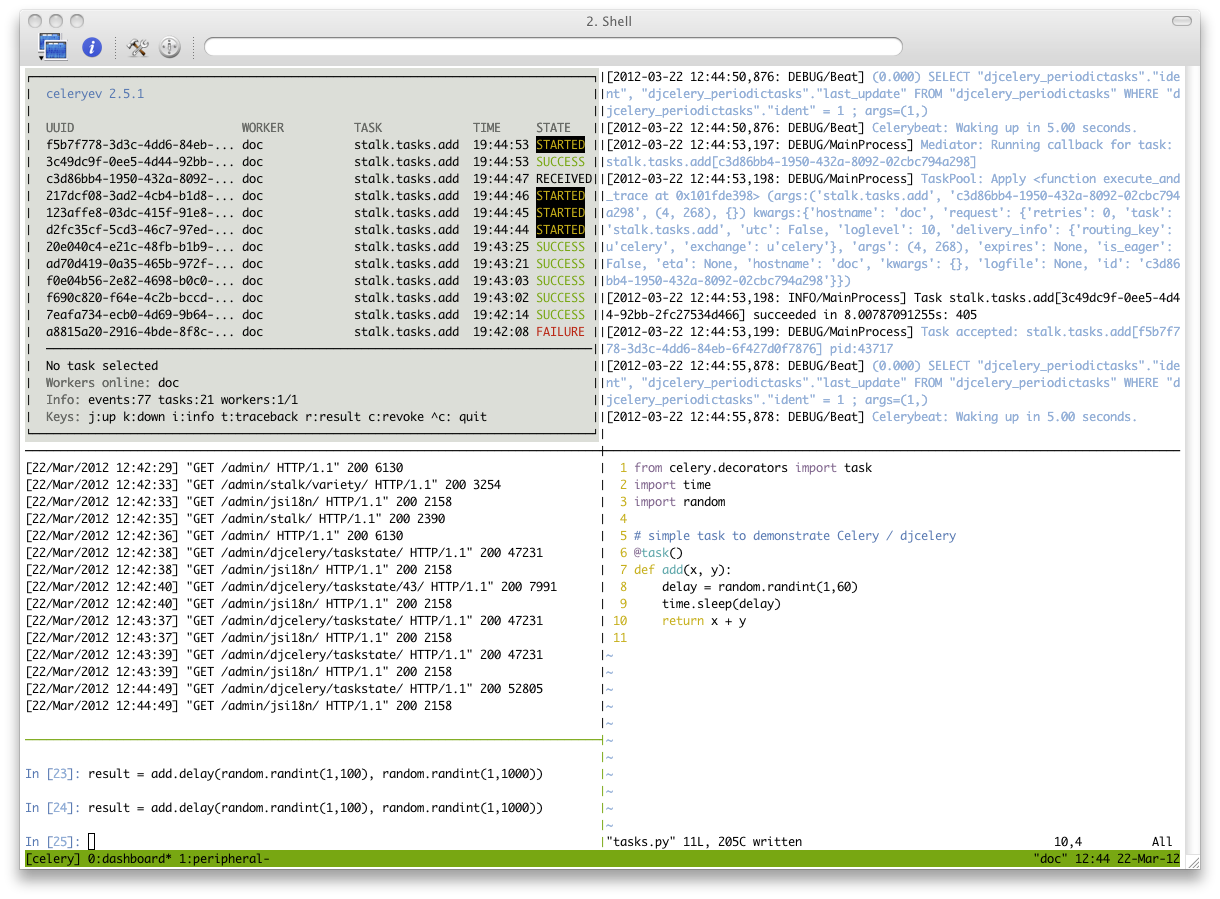 2. Shell
celeryev 2.5.1
UUID WORKER TASK TIME STATE
f5b7f778-3d3c-4dd6-84eb-... doc stalk.tasks.add 19:44:53 STARTED
3c49dc9f-0ee5-4d44-92bb-... doc stalk.tasks.add 19:44:53 SUCCESS
c3d86bb4-1950-432a-8092-... doc stalk.tasks.add 19:44:47 RECEIVED
217dcf08-3ad2-4cb4-b1d8-... doc stalk.tasks.add 19:44:46 STARTED
123affe8-03dc-415f-91e8-... doc stalk.tasks.add 19:44:45 STARTED
d2fc35cf-5cd3-46c7-97ed-... doc stalk.tasks.add 19:44:44 STARTED
20e040c4-e21c-48fb-b1b9-... doc stalk.tasks.add 19:43:25 SUCCESS
ad70d419-0a35-465b-972f-... doc stalk.tasks.add 19:43:21 SUCCESS
f0e04b56-2e82-4698-b0c0-... doc stalk.tasks.add 19:43:03 SUCCESS
f690c820-f64e-4c2b-bccd-... doc stalk.tasks.add 19:43:02 SUCCESS
7eafa734-ecb0-4d69-9b64-... doc stalk.tasks.add 19:42:14 SUCCESS
a8815a20-2916-4bde-8f8c-... doc stalk.tasks.add 19:42:08 FAILURE
No task selected
Workers online: doc
Info: events:77 tasks:21 workers:1/1
Keys: j:up k:down i:info t:traceback r:result c:revoke ^c: quit
[2012-03-22 12:44:50,876: DEBUG/Beat] (0.000) SELECT "djcelery_periodictasks"."ide
nt", "djcelery_periodictasks"."last_update" FROM "djcelery_periodictasks" WHERE "d
jcelery_periodictasks"."ident" = 1 ; args=(1,)
[2012-03-22 12:44:50,876: DEBUG/Beat] Celerybeat: Waking up in 5.00 seconds.
[2012-03-22 12:44:53,197: DEBUG/MainProcess] Mediator: Running callback for task:
stalk.tasks.add[c3d86bb4-1950-432a-8092-02cbc794a298]
[2012-03-22 12:44:53,198: DEBUG/MainProcess] TaskPool: Apply <function execute_and
_trace at 0x101fde398> (args:('stalk.tasks.add', 'c3d86bb4-1950-432a-8092-02cbc794
a298', (4, 268), {}) kwargs:{'hostname': 'doc', 'request': {'retries': 0, 'task':
'stalk.tasks.add', 'utc': False, 'loglevel': 10, 'delivery_info': {'routing_key':
u'celery', 'exchange': u'celery'}, 'args': (4, 268), 'expires': None, 'is_eager':
False, 'eta': None, 'hostname': 'doc', 'kwargs': {}, 'logfile': None, 'id': 'c3d86
bb4-1950-432a-8092-02cbc794a298'}})
[2012-03-22 12:44:53,198: INFO/MainProcess] Task stalk.tasks.add[3c49dc9f-0ee5-4d4
4-92bb-2fc27534d466] succeeded in 8.00787091255s: 405
[2012-03-22 12:44:53,199: DEBUG/MainProcess] Task accepted: stalk.tasks.add[f5b7f7
78-3d3c-4dd6-84eb-6f427d0f7876] pid:43717
[2012-03-22 12:44:55,878: DEBUG/Beat] (0.000) SELECT "djcelery_periodictasks"."ide
nt", "djcelery_periodictasks"."last_update" FROM "djcelery_periodictasks" WHERE "d
jcelery_periodictasks"."ident" = 1 ; args=(1,)
[2012-03-22 12:44:55,878: DEBUG/Beat] Celerybeat: Waking up in 5.00 seconds.
[22/Mar/2012 12:42:29] "GET /admin/ HTTP/1.1" 200 6130
[22/Mar/2012 12:42:33] "GET /admin/stalk/variety/ HTTP/1.1" 200 3254
[22/Mar/2012 12:42:33] "GET /admin/jsi18n/ HTTP/1.1" 200 2158
[22/Mar/2012 12:42:35] "GET /admin/stalk/ HTTP/1.1" 200 2390
[22/Mar/2012 12:42:36] "GET /admin/ HTTP/1.1" 200 6130
[22/Mar/2012 12:42:38] "GET /admin/djcelery/taskstate/ HTTP/1.1" 200 47231
[22/Mar/2012 12:42:38] "GET /admin/jsi18n/ HTTP/1.1" 200 2158
[22/Mar/2012 12:42:40] "GET /admin/djcelery/taskstate/43/ HTTP/1.1" 200 7991
[22/Mar/2012 12:42:40] "GET /admin/jsi18n/ HTTP/1.1" 200 2158
[22/Mar/2012 12:43:37] "GET /admin/djcelery/taskstate/ HTTP/1.1" 200 47231
[22/Mar/2012 12:43:37] "GET /admin/jsi18n/ HTTP/1.1" 200 2158
[22/Mar/2012 12:43:39] "GET /admin/djcelery/taskstate/ HTTP/1.1" 200 47231
[22/Mar/2012 12:43:39] "GET /admin/jsi18n/ HTTP/1.1" 200 2158
[22/Mar/2012 12:44:49] "GET /admin/djcelery/taskstate/ HTTP/1.1" 200 52805
[22/Mar/2012 12:44:49] "GET /admin/jsi18n/ HTTP/1.1" 200 2158
In [23]: result = add.delay(random.randint(1,100), random.randint(1,1000))
In [24]: result = add.delay(random.randint(1,100), random.randint(1,1000))
In [25]:
1 from celery.decorators import task
2 import time
3 import random
4
5 # simple task to demonstrate Celery / djcelery
6 @task()
7 def add(x, y):
8     delay = random.randint(1,60)
9     time.sleep(delay)
10     return x + y
11
~
~
~
~
~
~
~
~
~
~
~
"tasks.py" 11L, 205C written 10,4 All
[celery] 0:dashboard* 1:peripheral- "doc" 12:44 22-Mar-12